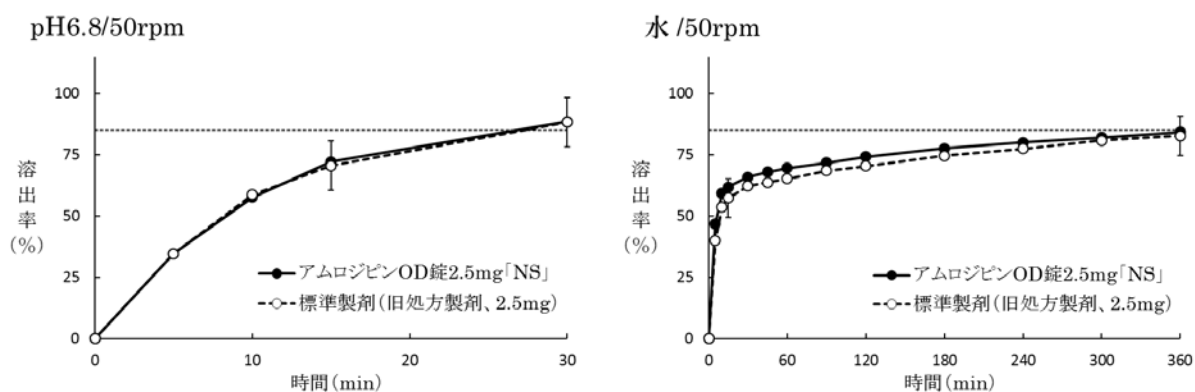 pH6.8/50rpm
100
75
50
25
0
溶出率(%)
0
10
20
30
時間(min)
アムロジピンOD錠2.5mg「NS」
標準製剤(旧処方製剤、2.5mg)
水 /50rpm
100
75
50
25
0
溶出率(%)
0
60
120
180
240
300
360
時間(min)
アムロジピンOD錠2.5mg「NS」
標準製剤(旧処方製剤、2.5mg)